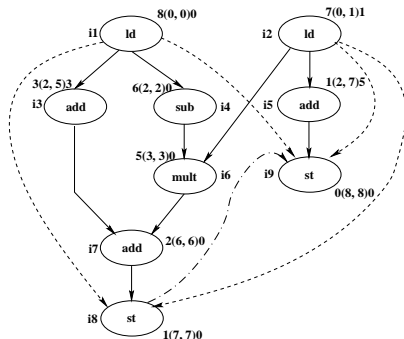 8(0, 0)0
i1 ld
7(0, 1)1
i2 ld
3(2, 5)3
i3 add
6(2, 2)0
sub i4
1(2, 7)5
i5 add
5(3, 3)0
mult i6
i9 st
0(8, 8)0
i7 add 2(6, 6)0
i8 st
1(7, 7)0